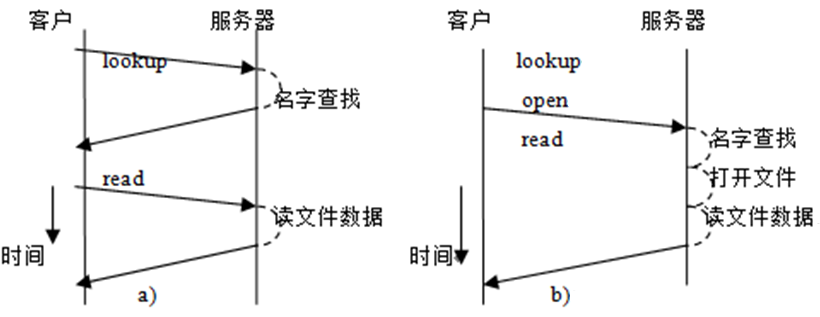 客户
服务器
lookup
名字查找
read
读文件数据
时间
a)
客户
服务器
lookup
open
read
名字查找
打开文件
读文件数据
时间
b)